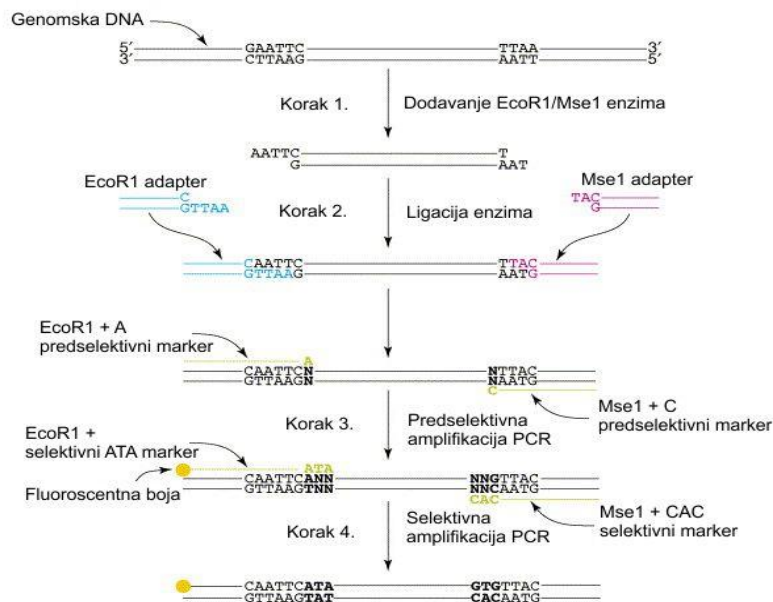 Genomska DNA
5´ GAATTC TTAA 3´
3´ CTTAAG AATT 5´
Korak 1.
Dodavanje EcoR1/Mse1 enzima
AATTC T
G AAT
EcoR1 adapter
C
GTTAA
Korak 2.
Ligacija enzima
Mse1 adapter
TAC
G
CAATTC TTAC
GTTAAG AATG
EcoR1 + A
predselektivni marker
A
CAATTCN NTTAC
GTTAAGN NAATG
C
Mse1 + C
predselektivni marker
Korak 3.
Predselektivna
amplifikacija PCR
EcoR1 +
selektivni ATA marker
Fluoroscentna boja
ATA
CAATTCANN NNGTTAC
GTTAAGTNN NNCAATG
CAC
Mse1 + CAC
selektivni marker
Korak 4.
Selektivna
amplifikacija PCR
CAATTCATA GTGTTAC
GTTAAGTAT CACAATG